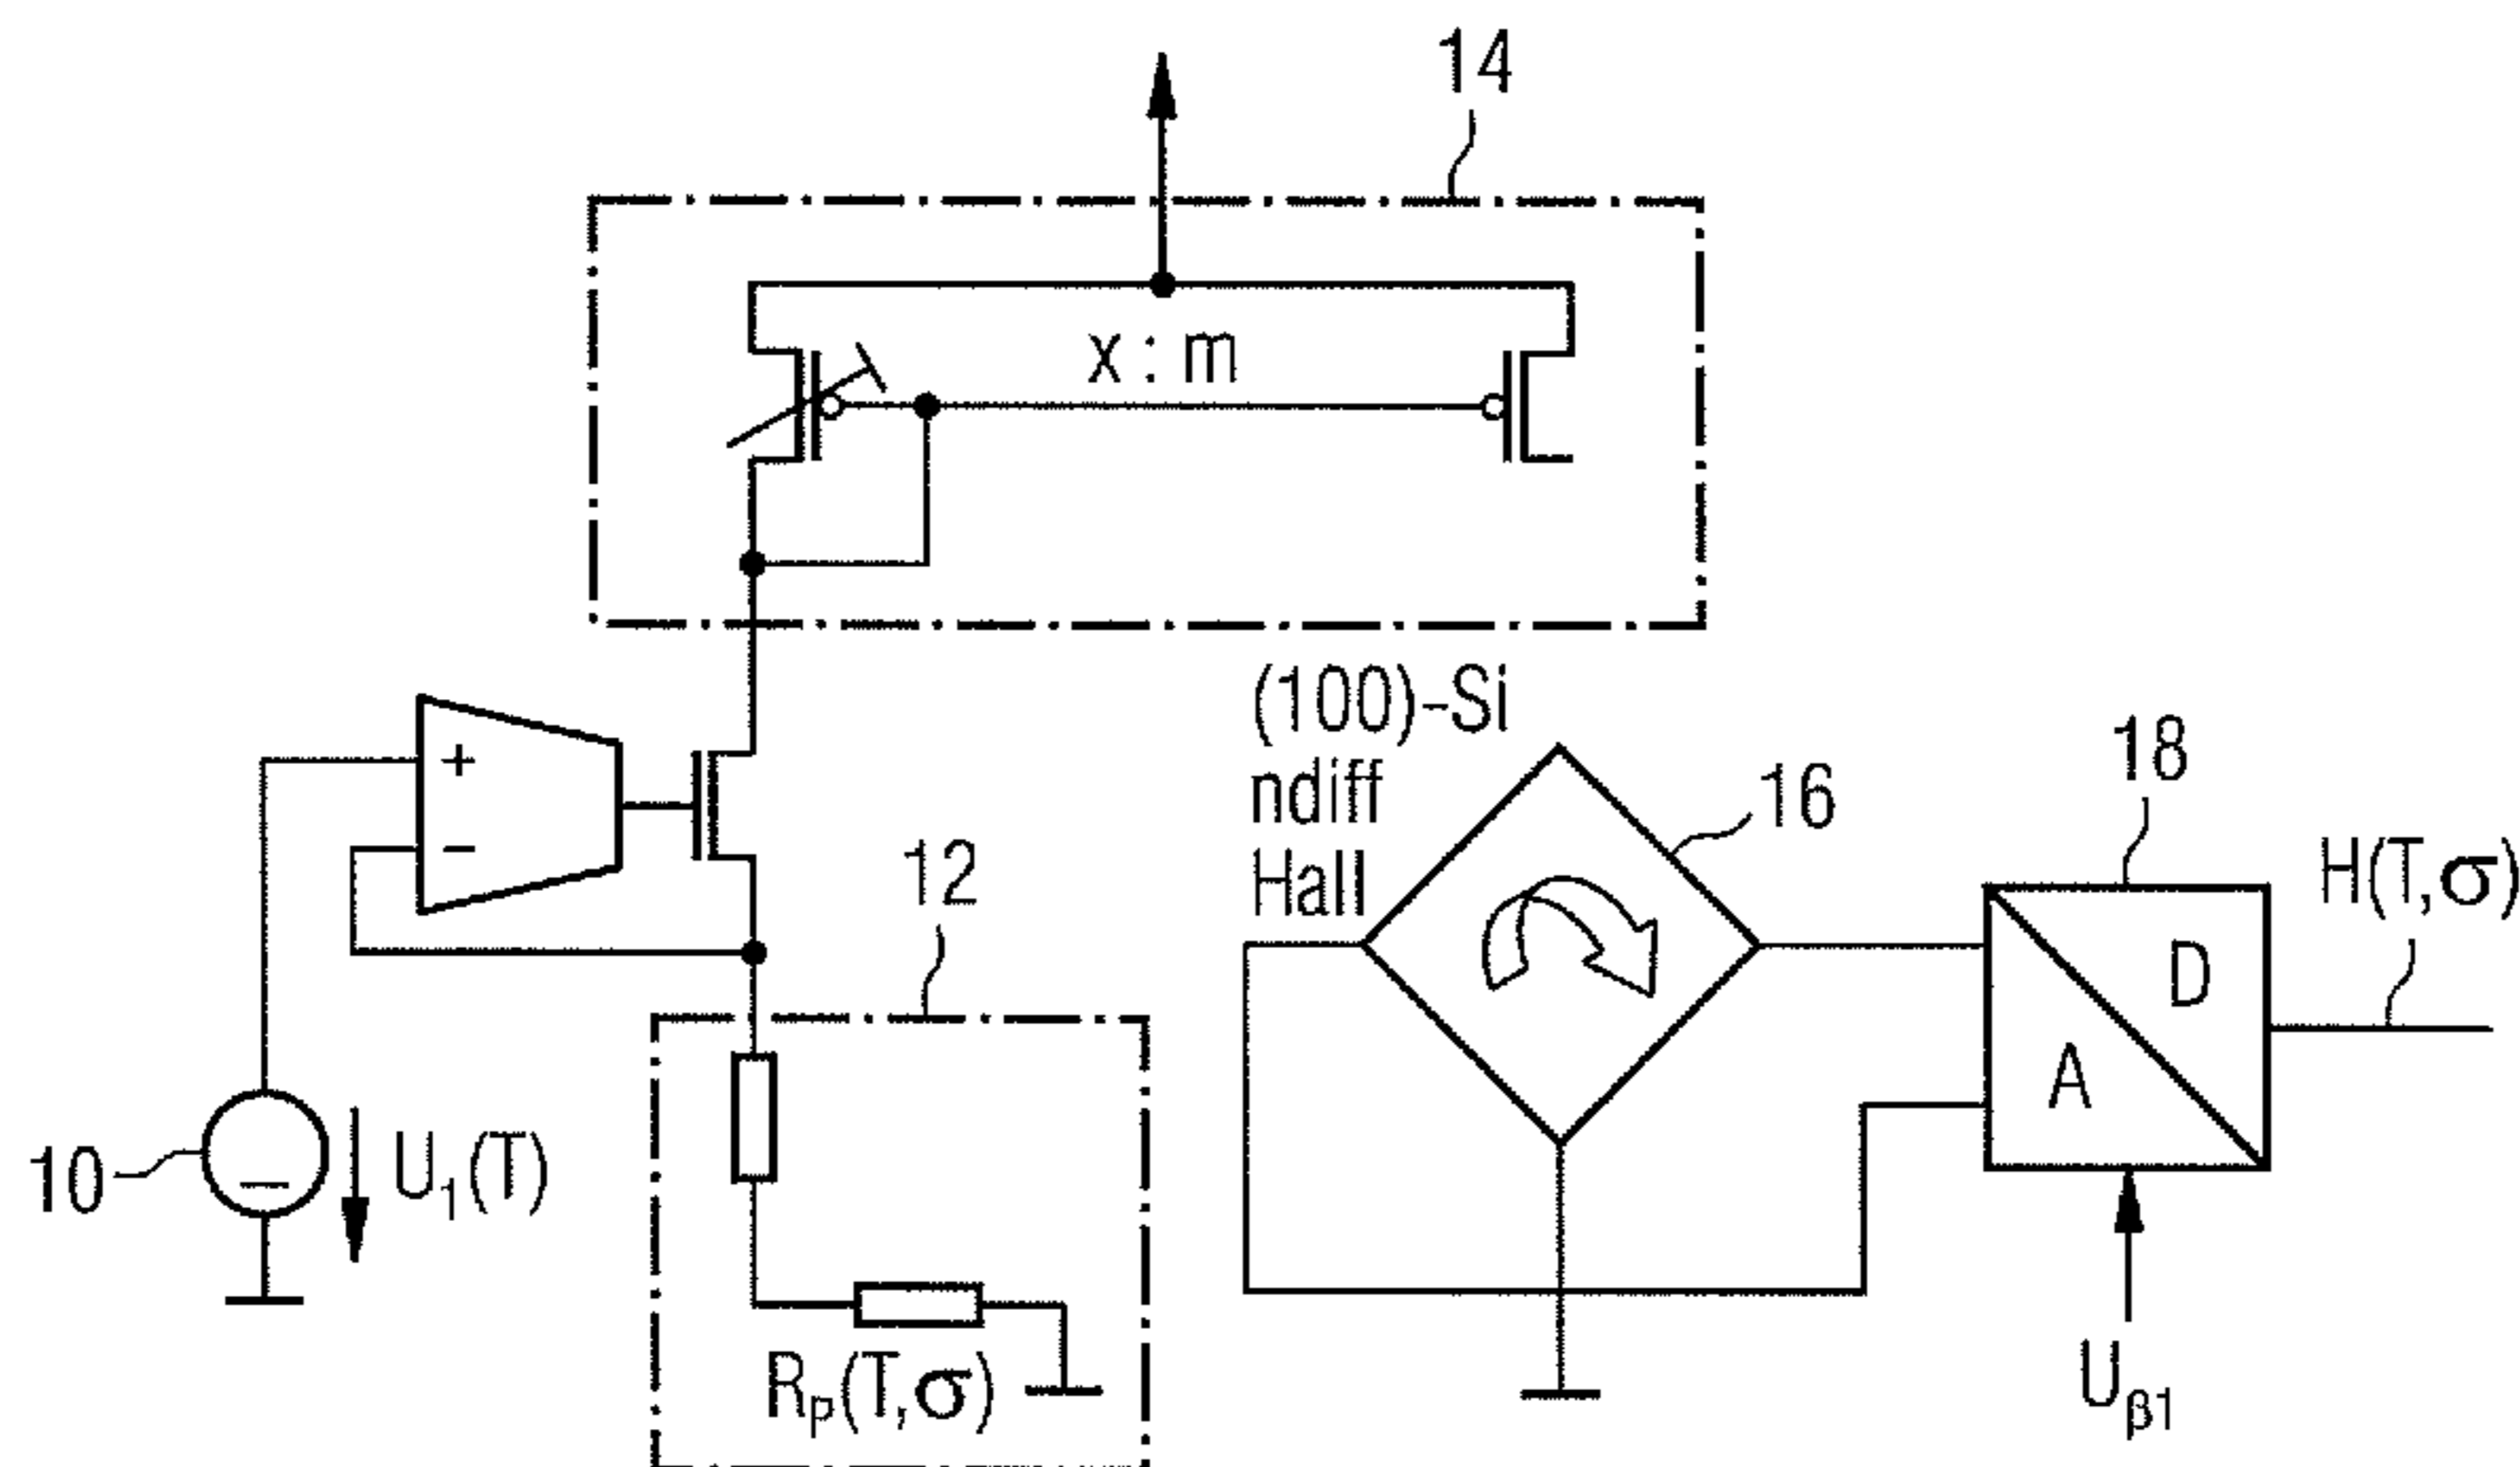 14
x : m
(100)-Si
ndiff
Hall
16
18
H(T,σ)
+
−
12
D
A
10
U1(T)
Rp(T,σ)
Uβ1